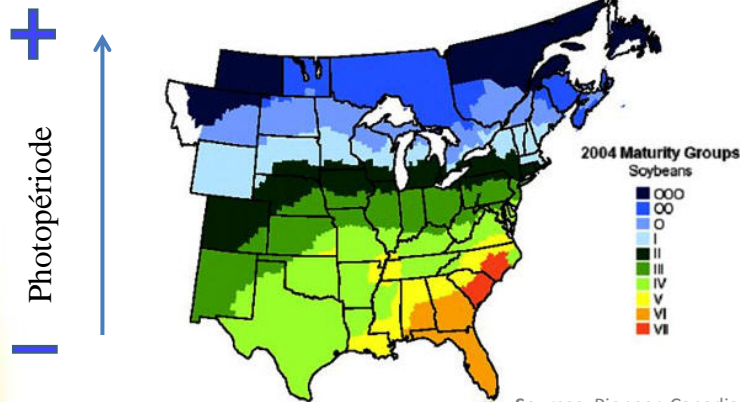 +
Photopériode
–
2004 Maturity Groups
Soybeans
OOO
OO
O
I
II
III
IV
V
VI
VII